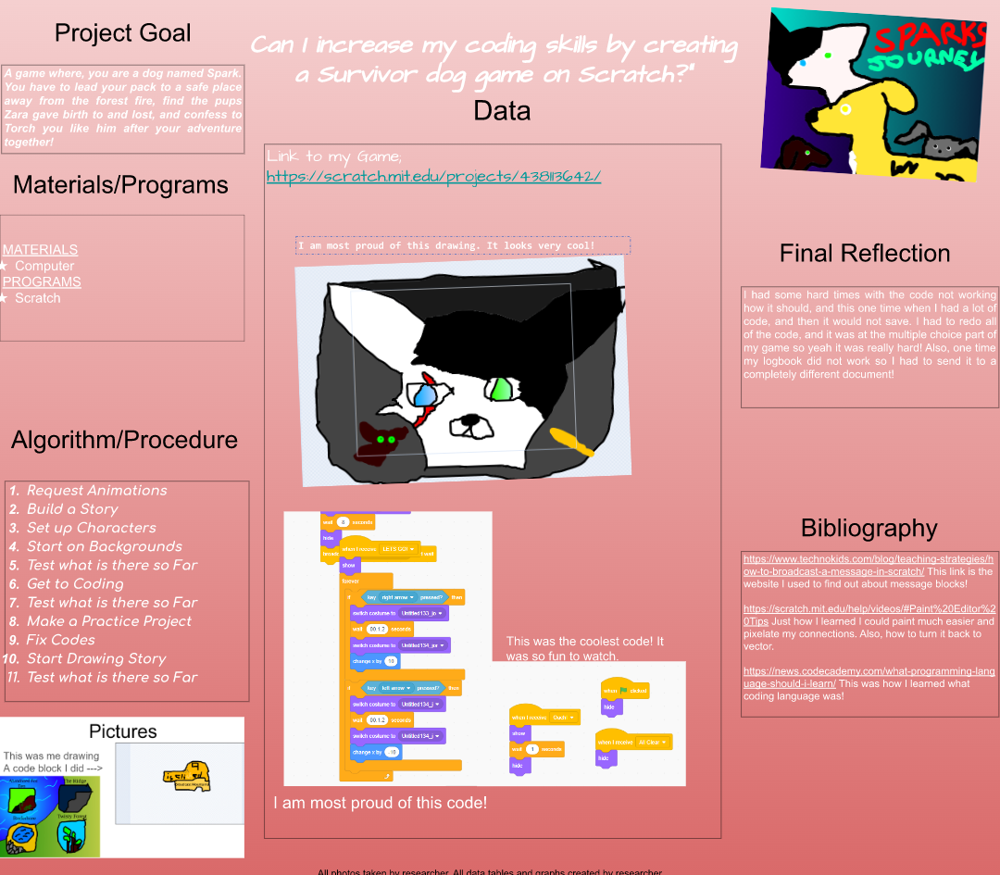 Project Goal
A game where, you are a dog named Spark.
You have to lead your pack to a safe place
away from the forest fire, find the pups
Zara gave birth to and lost, and confess to
Torch you like him after your adventure
together!
Materials/Programs
MATERIALS
★ Computer
PROGRAMS
★ Scratch
Algorithm/Procedure
1. Request Animations
2. Build a Story
3. Set up Characters
4. Start on Backgrounds
5. Test what is there so Far
6. Get to Coding
7. Test what is there so Far
8. Make a Practice Project
9. Fix Codes
10. Start Drawing Story
11. Test what is there so Far
Pictures
This was me drawing
A code block I did --->
The Ridge
Twisty Forest
Can I increase my coding skills by creating
a Survivor dog game on Scratch?"
Data
Link to my Game,
https://scratch.mit.edu/projects/438113642/
I am most proud of this drawing. It looks very cool!
wait 8 seconds
hide
when I receive LET'S GO!
show
forever
if key right arrow pressed? then
switch costume to Untitled133_in
wait 00.1.2 seconds
switch costume to Untitled134_
change x by 10
if key left arrow pressed? then
switch costume to Untitled134_
wait 00.1.2 seconds
switch costume to Untitled134_
change x by -10
This was the coolest code! It
was so fun to watch.
when clicked
hide
when I receive Ouch!
show
wait 1 seconds
hide
when I receive All Clear
hide
I am most proud of this code!
SPARKS
JOURNEY
Final Reflection
I had some hard times with the code not working
how it should, and this one time when I had a lot of
code, and then it would not save. I had to redo all
of the code, and it was at the multiple choice part of
my game so yeah it was really hard! Also, one time
my logbook did not work so I had to send it to a
completely different document!
Bibliography
https://www.technokids.com/blog/teaching-strategies/h
ow-to-broadcast-a-message-in-scratch/ This link is the
website I used to find out about message blocks!
https://scratch.mit.edu/help/videos/#Paint%20Editor%2
0Tips Just how I learned I could paint much easier and
pixelate my connections. Also, how to turn it back to
vector.
https://news.codecademy.com/what-programming-lang
uage-should-i-learn/ This was how I learned what
coding language was!
All photos taken by researcher. All data tables and graphs created by researcher